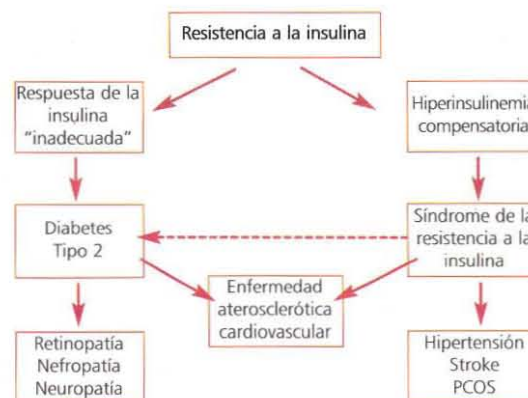 Resistencia a la insulina
Respuesta de la
insulina
“inadecuada”
Hiperinsulinemia
compensatoria
Diabetes
Tipo 2
Síndrome de la
resistencia a la
insulina
Enfermedad
aterosclerótica
cardiovascular
Retinopatía
Nefropatía
Neuropatía
Hipertensión
Stroke
PCOS